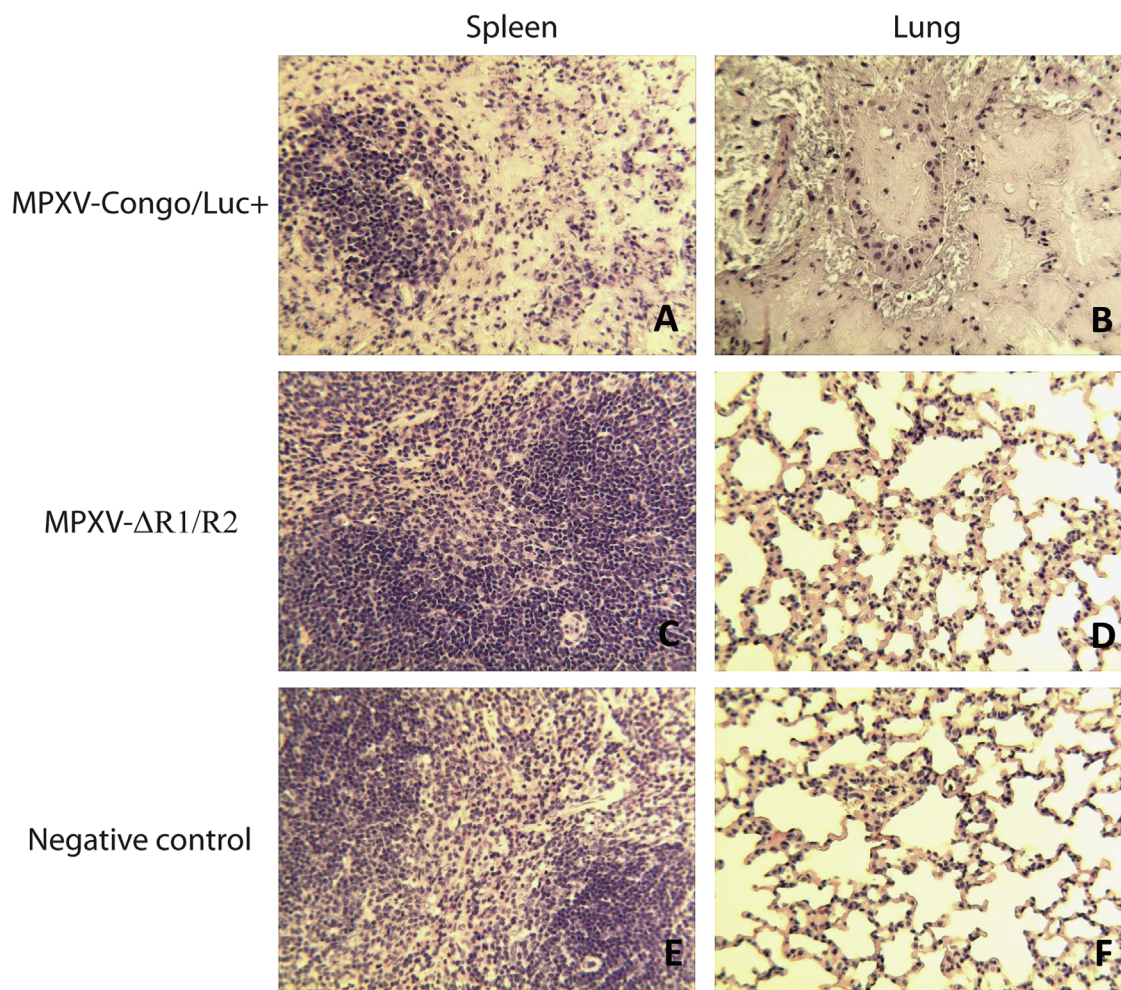 Spleen Lung
MPXV-Congo/Luc+
A B
MPXV-ΔR1/R2
C D
Negative control
E F